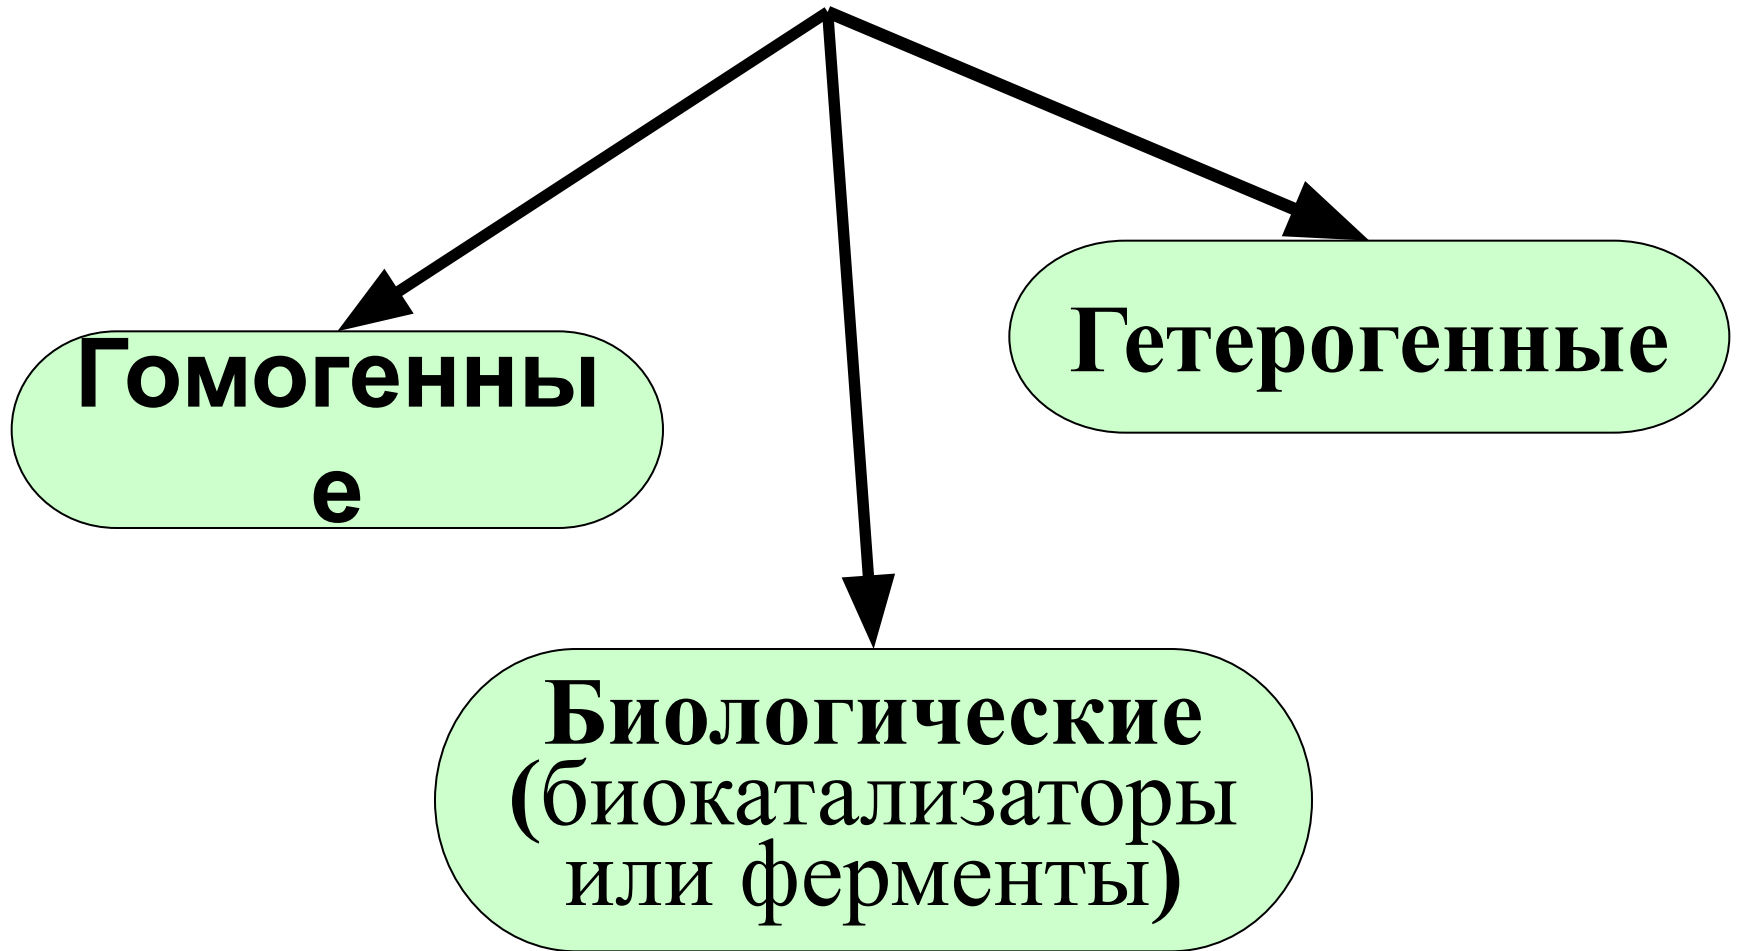 Гомогенны
е
Гетерогенные
Биологические
(биокатализаторы
или ферменты)